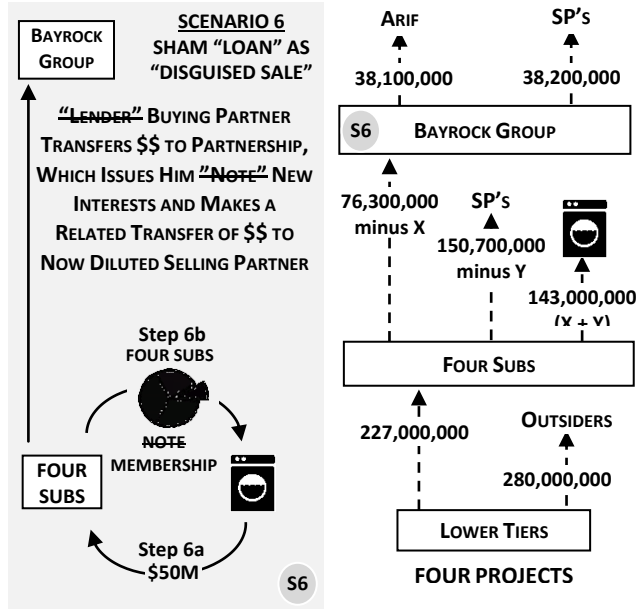 SCENARIO 6
SHAM “LOAN” AS
“DISGUISED SALE”
BAYROCK
GROUP
“LENDER” BUYING PARTNER
TRANSFERS $$ TO PARTNERSHIP,
WHICH ISSUES HIM ”NOTE” NEW
INTERESTS AND MAKES A
RELATED TRANSFER OF $$ TO
NOW DILUTED SELLING PARTNER
Step 6b
FOUR SUBS
NOTE
MEMBERSHIP
FOUR
SUBS
Step 6a
$50M
S6
ARIF
SP’S
38,100,000
38,200,000
S6
BAYROCK GROUP
76,300,000
minus X
SP’S
150,700,000
minus Y
143,000,000
(X + Y)
FOUR SUBS
227,000,000
OUTSIDERS
280,000,000
LOWER TIERS
FOUR PROJECTS